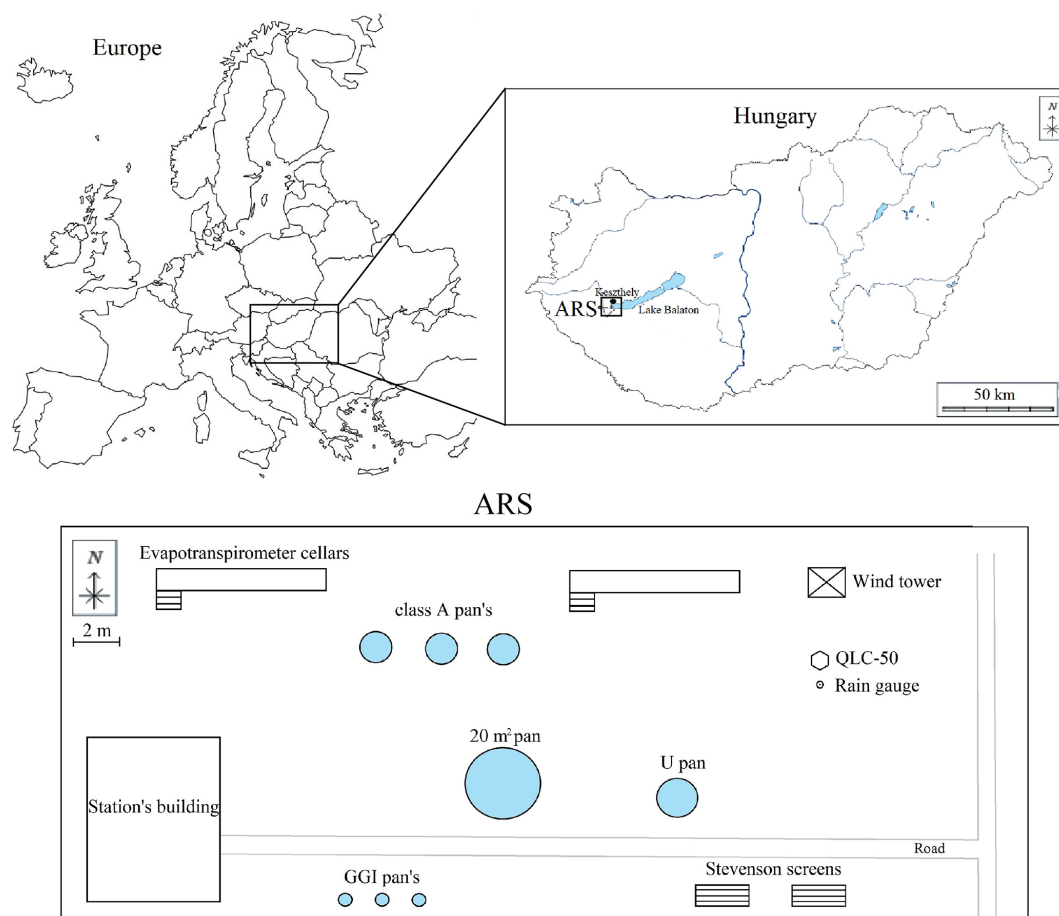 Europe
Hungary
N
Keszthely
ARS
Lake Balaton
50 km
ARS
N
2 m
Evapotranspirometer cellars
class A pan's
Wind tower
QLC-50
Rain gauge
20 m² pan
U pan
Station's building
Road
GGI pan's
Stevenson screens